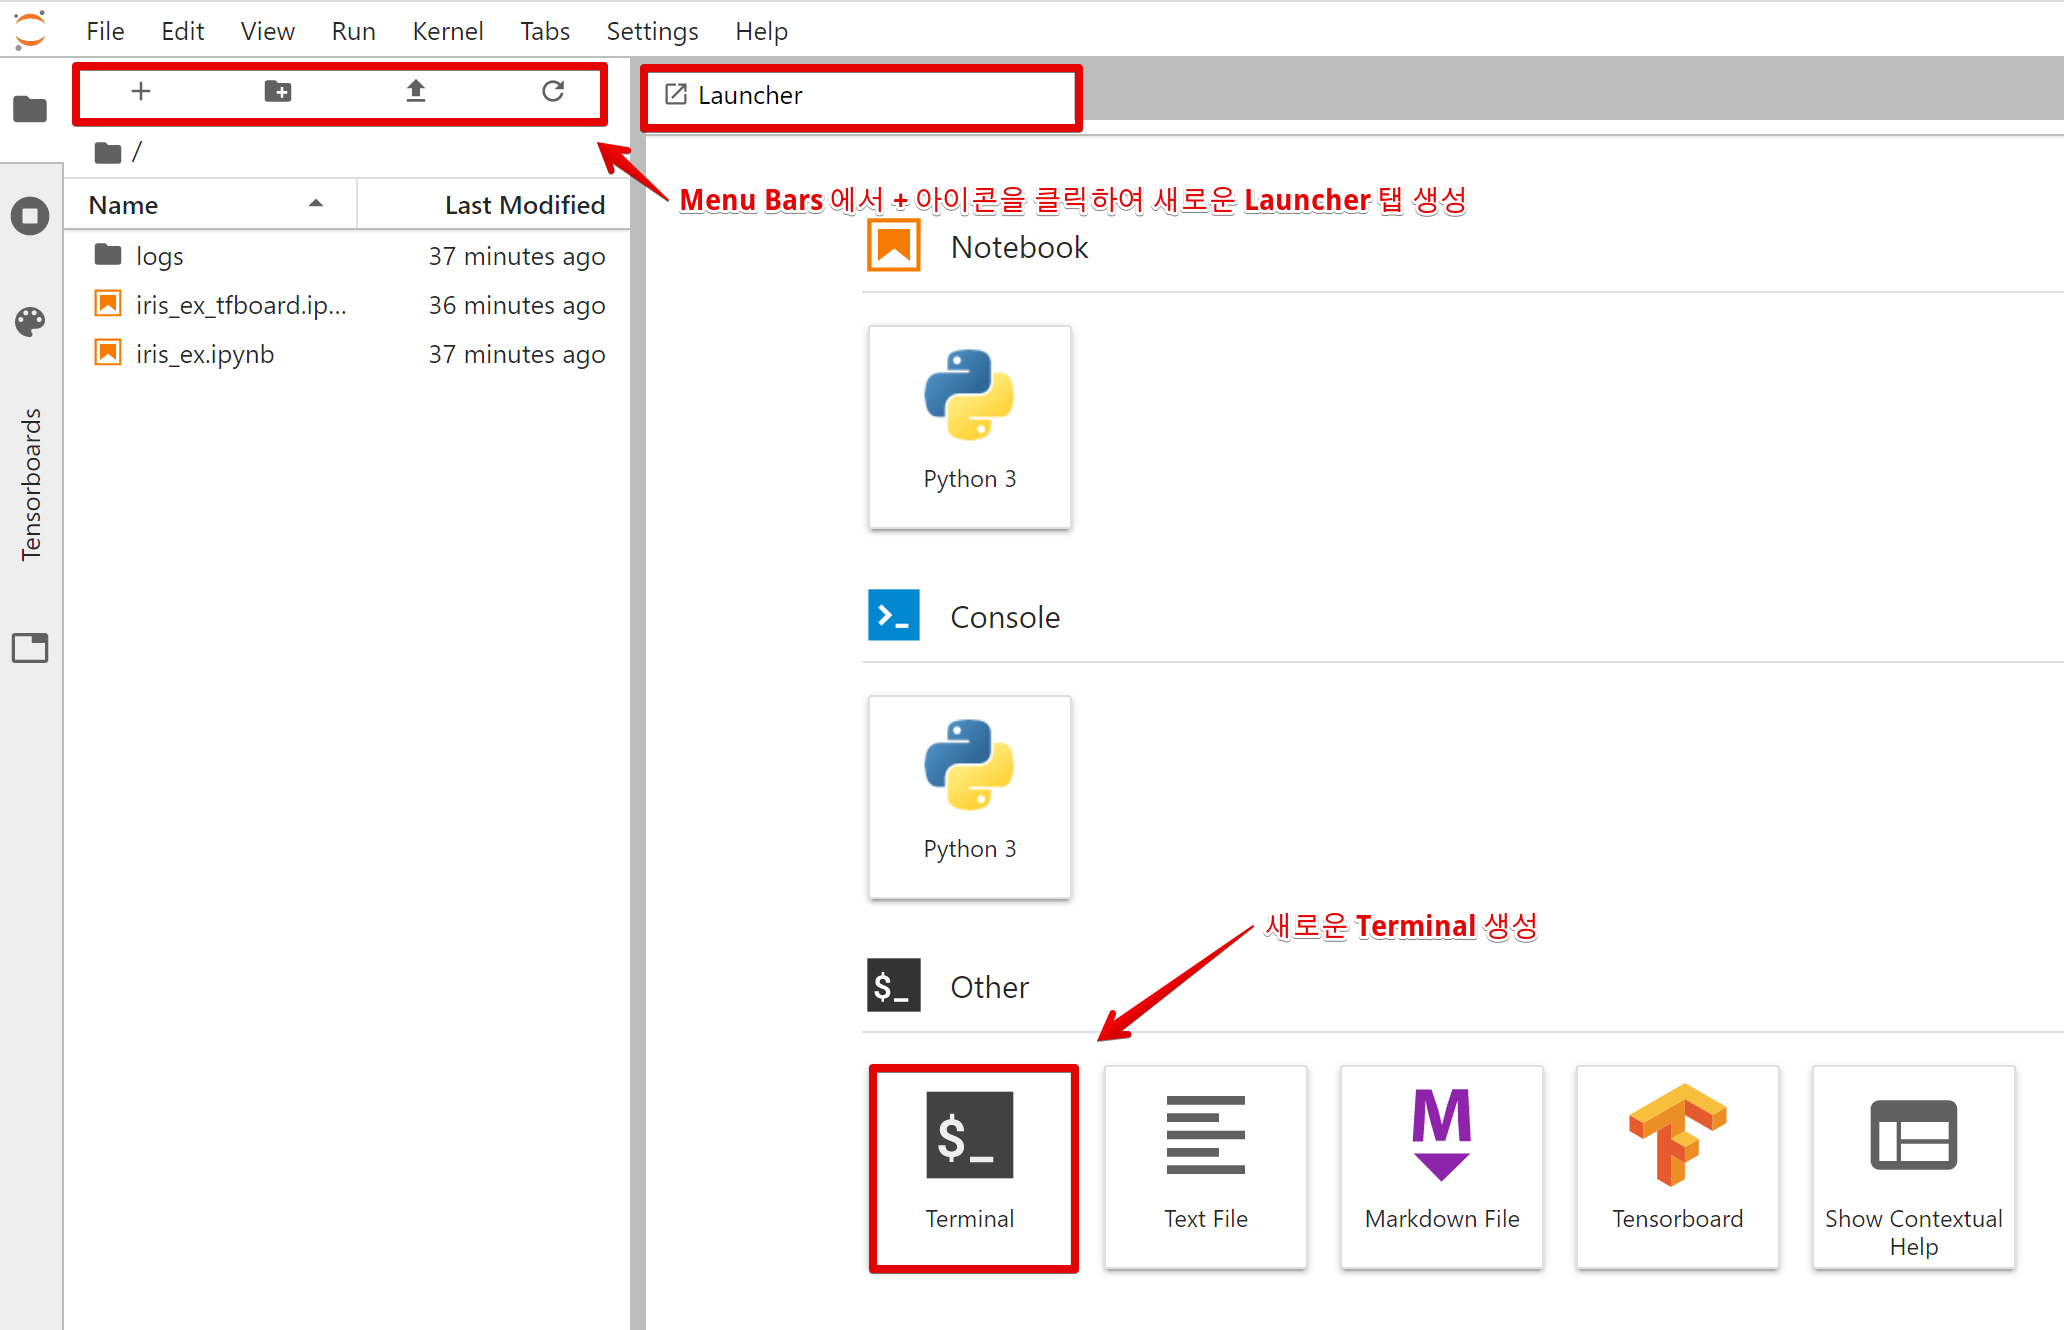 File Edit View Run Kernel Tabs Settings Help
Launcher
/
Name Last Modified
logs 37 minutes ago
iris_ex_tfboard.ip... 36 minutes ago
iris_ex.ipynb 37 minutes ago
Tensorboards
Menu Bars 에서 + 아이콘을 클릭하여 새로운 Launcher 탭 생성
Notebook
Python 3
Console
Python 3
새로운 Terminal 생성
$_ Other
$_
Terminal
Text File
M
Markdown File
Tensorboard
Show Contextual
Help